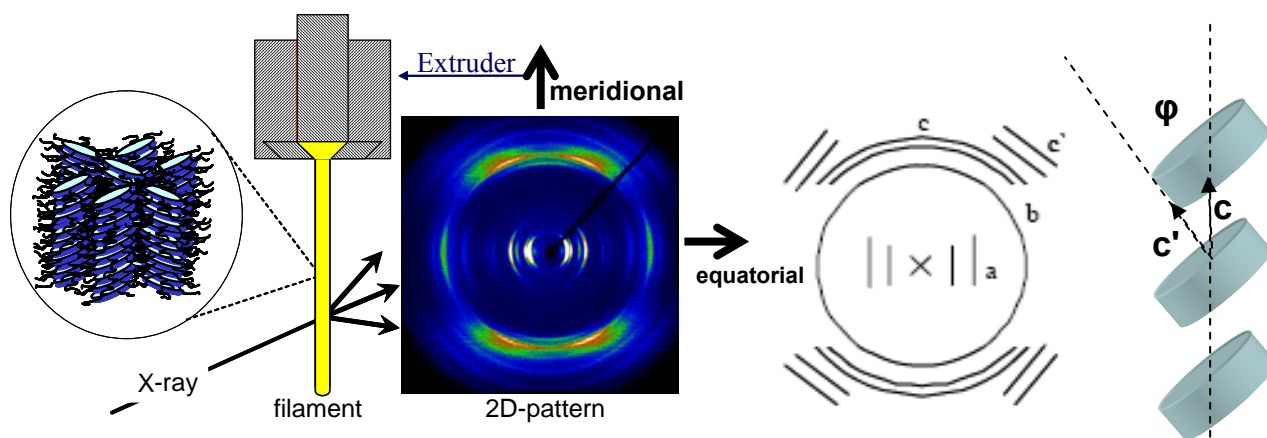 Extruder
meridional
X-ray
filament
2D-pattern
equatorial
c
c`
b
a
φ
c
c'